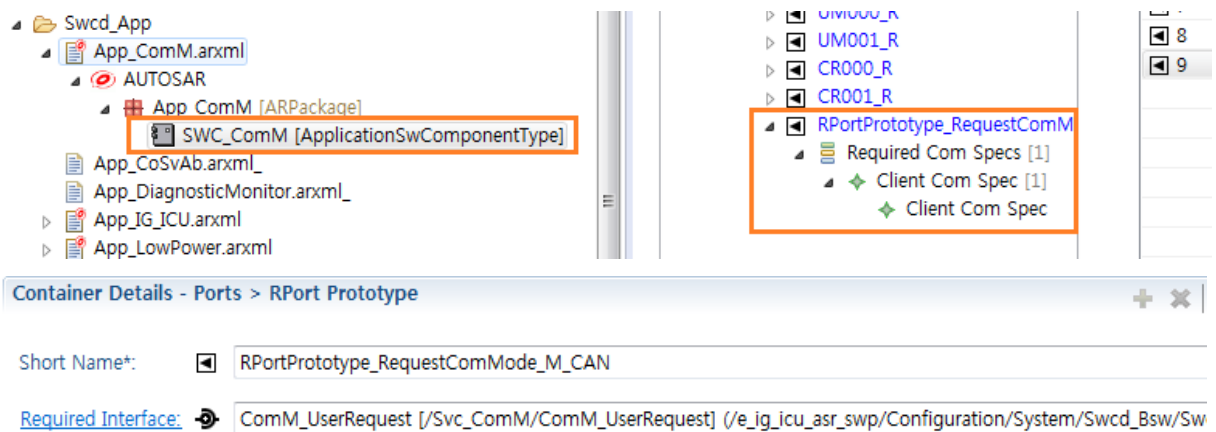 Swcd_App
App_ComM.arxml
AUTOSAR
App_ComM [ARPackage]
SWC_ComM [ApplicationSwComponentType]
App_CoSvAb.arxml_
App_DiagnosticMonitor.arxml_
App_IG_ICU.arxml
App_LowPower.arxml
UM000_R
UM001_R
CR000_R
CR001_R
RPortPrototype_RequestComM
Required Com Specs [1]
Client Com Spec [1]
Client Com Spec
8
9
Container Details - Ports > RPort Prototype
Short Name*: RPortPrototype_RequestComMode_M_CAN
Required Interface: ComM_UserRequest [/Svc_ComM/ComM_UserRequest] (/e_ig_icu_asr_swp/Configuration/System/Swcd_Bsw/Sw